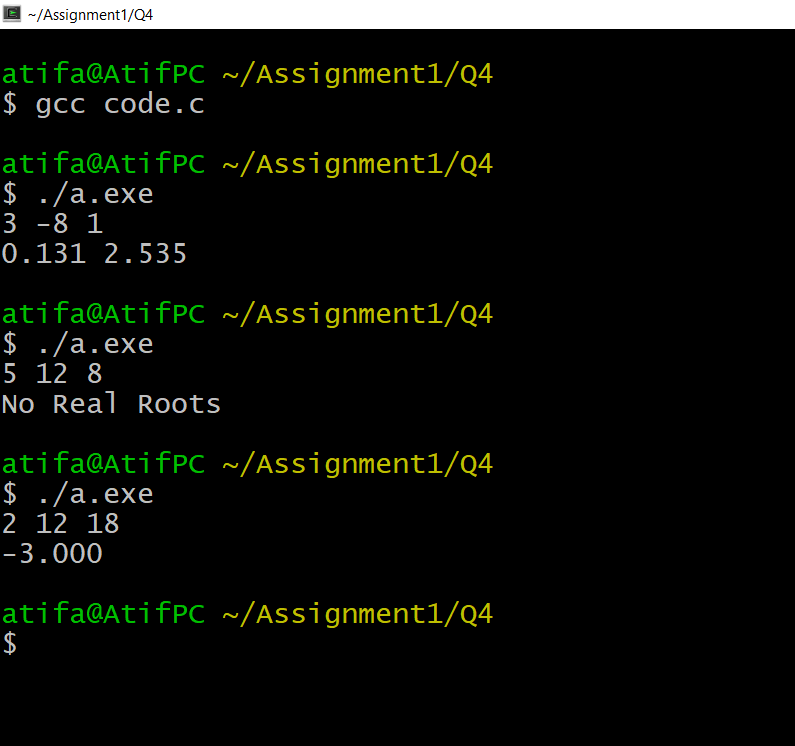 ~/Assignment1/Q4
atifa@AtifPC ~/Assignment1/Q4
$ gcc code.c
atifa@AtifPC ~/Assignment1/Q4
$ ./a.exe
3 -8 1
0.131 2.535
atifa@AtifPC ~/Assignment1/Q4
$ ./a.exe
5 12 8
No Real Roots
atifa@AtifPC ~/Assignment1/Q4
$ ./a.exe
2 12 18
-3.000
atifa@AtifPC ~/Assignment1/Q4
$